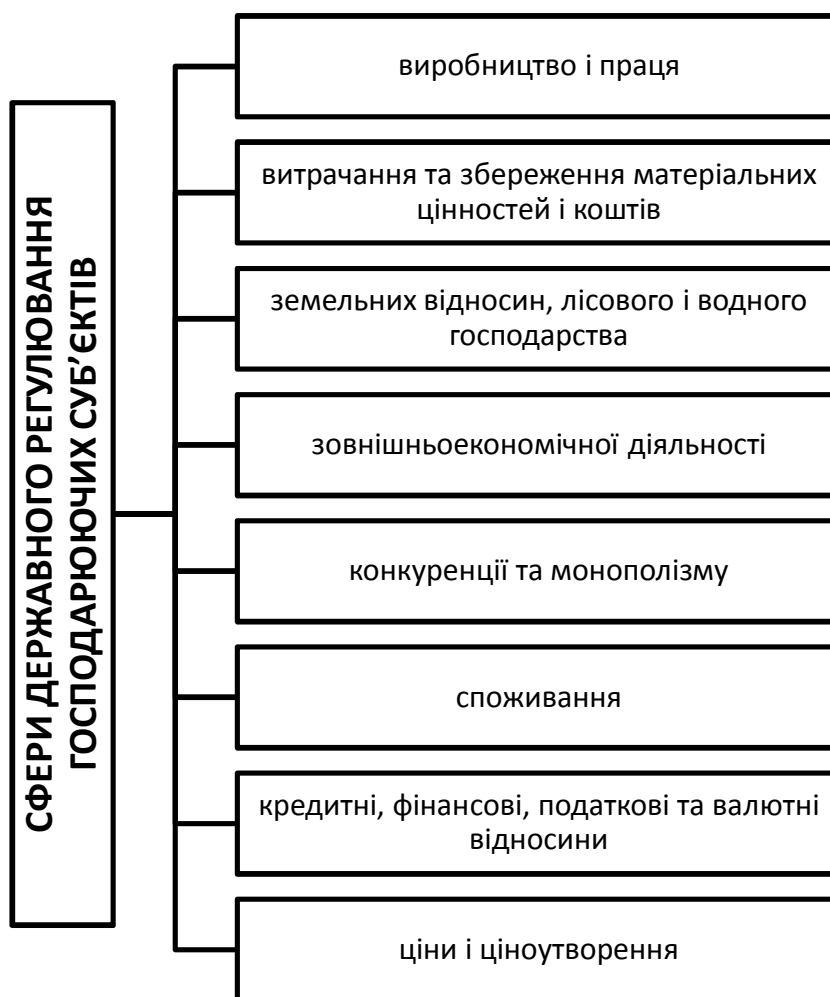 СФЕРИ ДЕРЖАВНОГО РЕГУЛЮВАННЯ
ГОСПОДАРЮЮЧИХ СУБ’ЄКТІВ
виробництво і праця
витрачання та збереження матеріальних
цінностей і коштів
земельних відносин, лісового і водного
господарства
зовнішньоекономічної діяльності
конкуренції та монополізму
споживання
кредитні, фінансові, податкові та валютні
відносини
ціни і ціноутворення